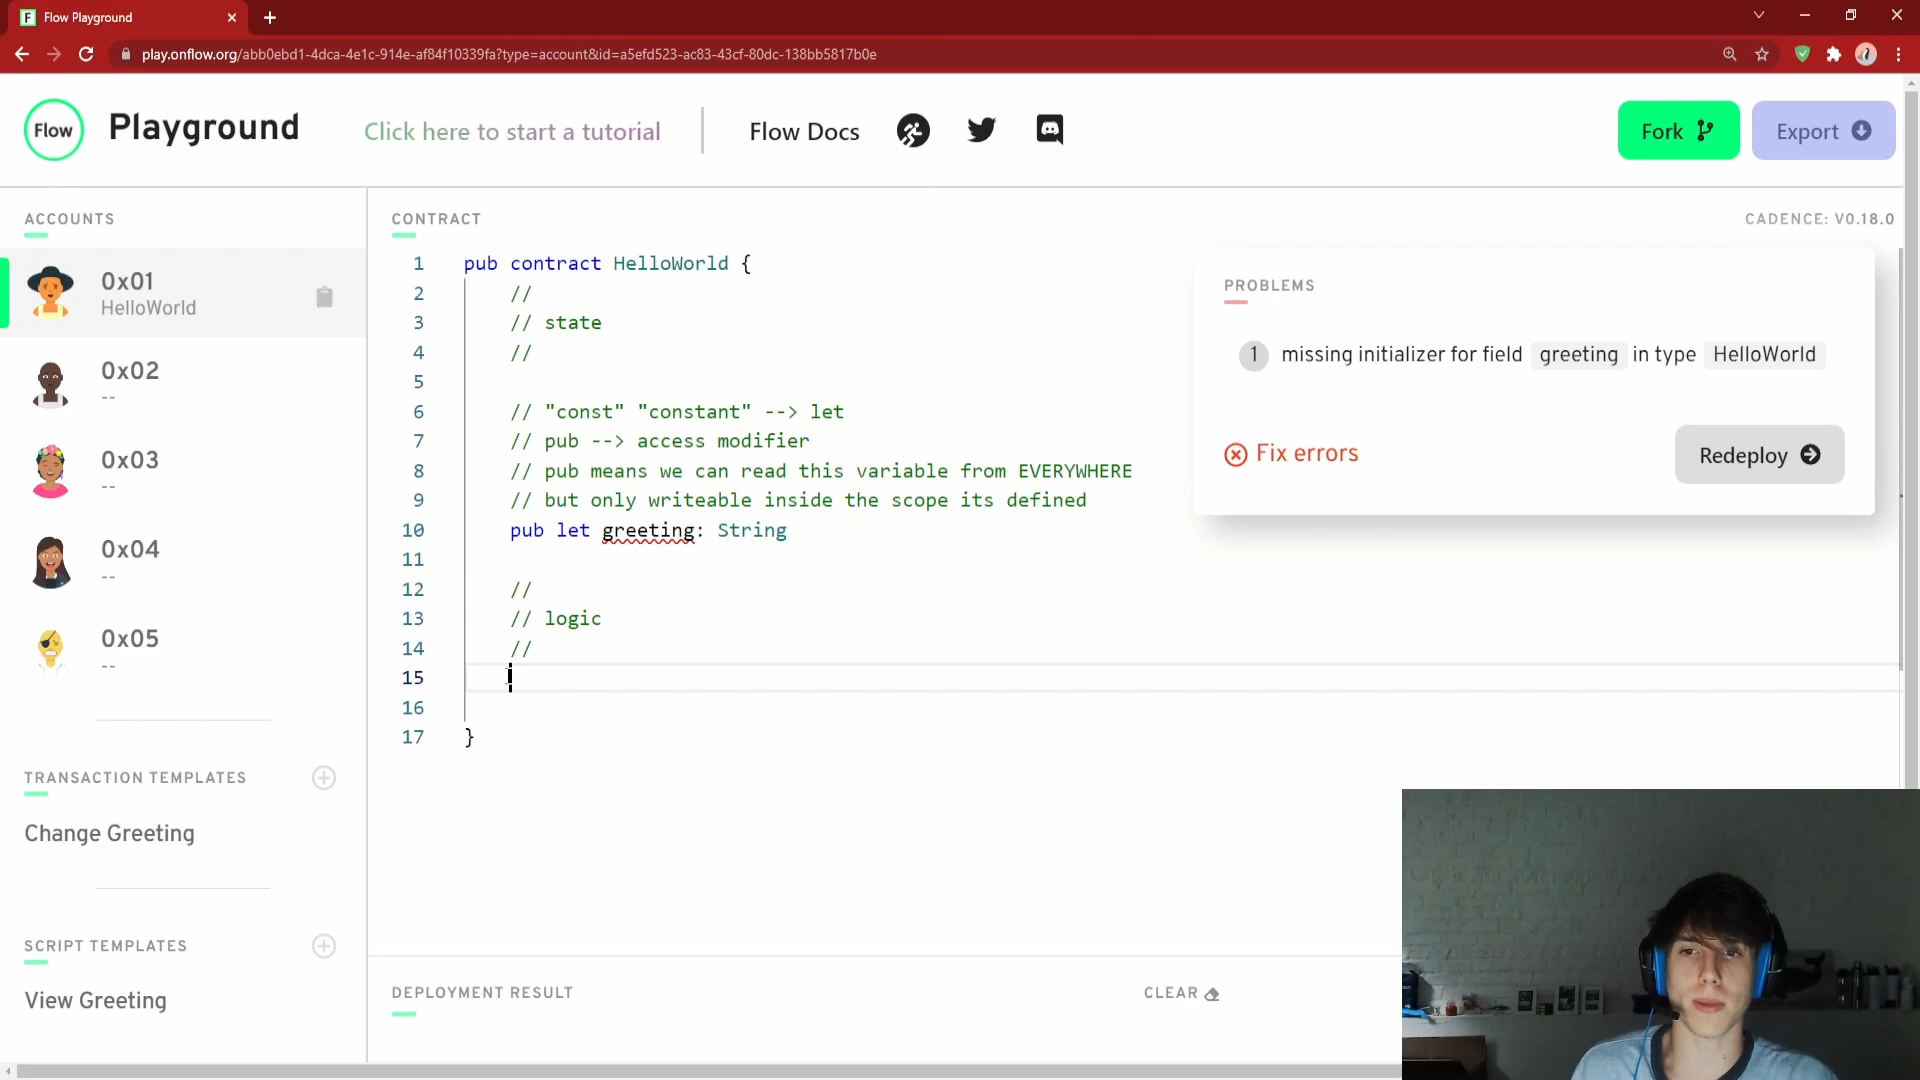 Flow Playground
play.onflow.org/abb0ebd1-4dca-4e1c-914e-af84f10339fa?type=account&id=a5efd523-ac83-43cf-80dc-138bb5817b0e
Flow
Playground
Click here to start a tutorial
Flow Docs
Fork
Export
ACCOUNTS
0x01
HelloWorld
0x02
--
0x03
--
0x04
--
0x05
--
TRANSACTION TEMPLATES
Change Greeting
SCRIPT TEMPLATES
View Greeting
CONTRACT
CADENCE: V0.18.0
1 pub contract HelloWorld {
2 //
3 // state
4 //
5
6 // "const" "constant" --> let
7 // pub --> access modifier
8 // pub means we can read this variable from EVERYWHERE
9 // but only writeable inside the scope its defined
10 pub let greeting: String
11
12 //
13 // logic
14 //
15
16
17 }
PROBLEMS
1 missing initializer for field greeting in type HelloWorld
Fix errors
Redeploy
DEPLOYMENT RESULT
CLEAR